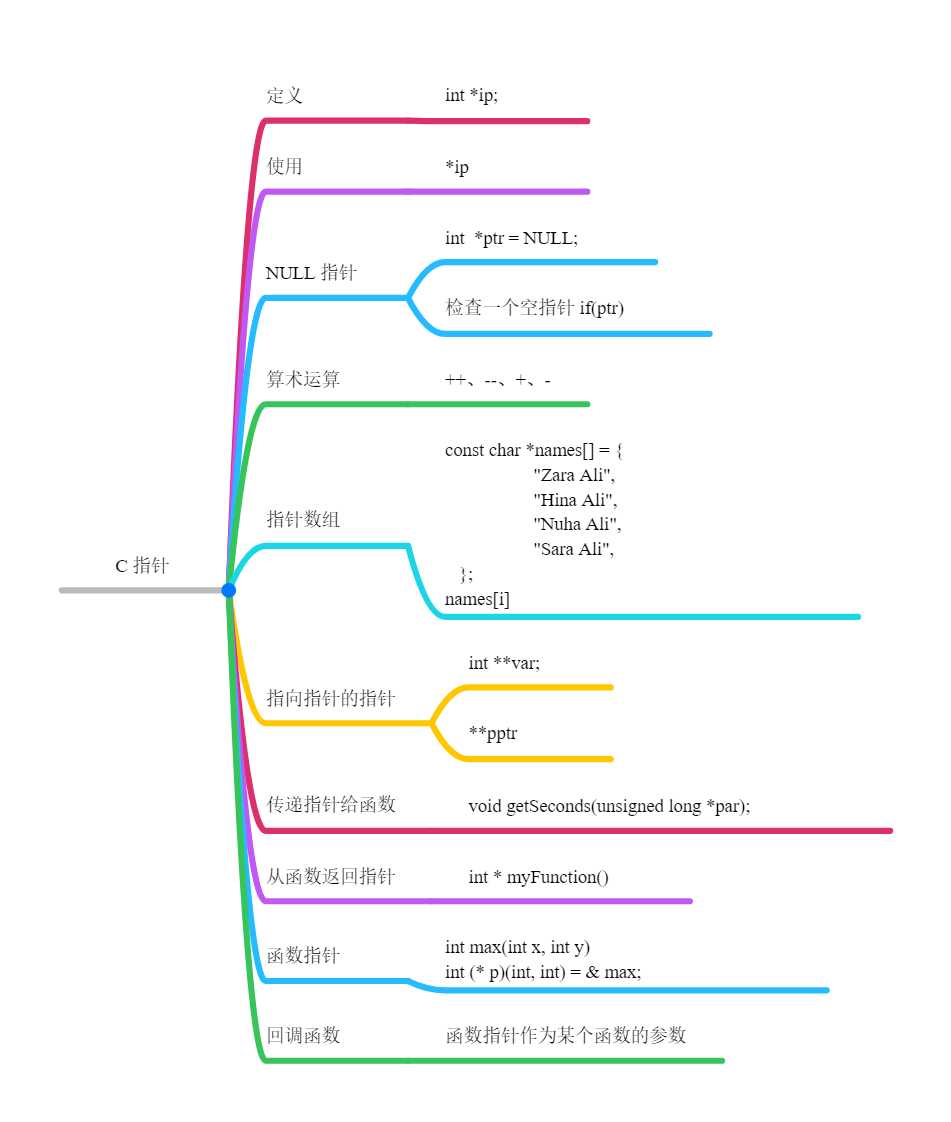 定义
int *ip;
使用
*ip
NULL 指针
int  *ptr = NULL;
检查一个空指针 if(ptr)
算术运算
++、--、+、-
指针数组
const char *names[] = {
"Zara Ali",
"Hina Ali",
"Nuha Ali",
"Sara Ali",
};
names[i]
C 指针
指向指针的指针
int **var;
**pptr
传递指针给函数
void getSeconds(unsigned long *par);
从函数返回指针
int * myFunction()
函数指针
int max(int x, int y)
int (* p)(int, int) = & max;
回调函数
函数指针作为某个函数的参数